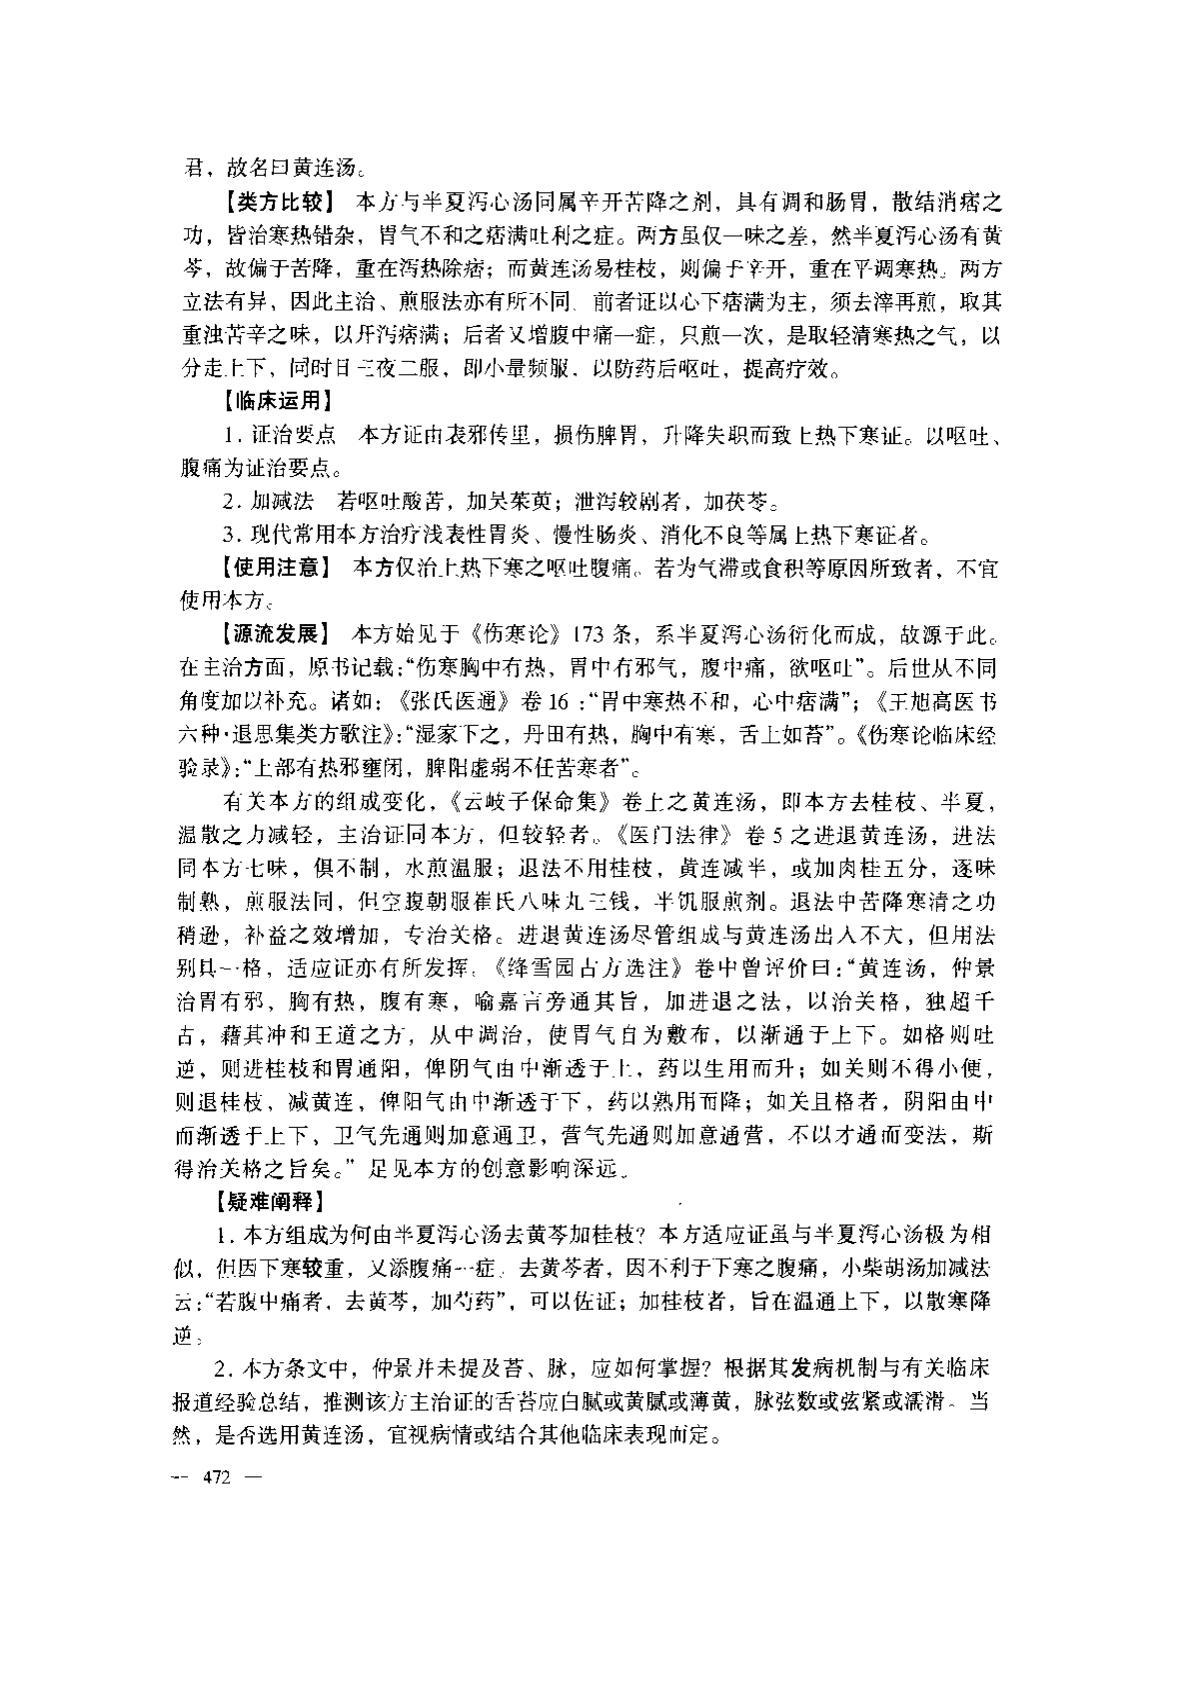 君，故名曰黄连汤。
【类方比较】 本方与半夏泻心汤同属辛开苦降之剂，具有调和肠胃，散结消痞之
功，皆治寒热错杂，胃气不和之痞满吐利之症。两方虽仅一味之差，然半夏泻心汤有黄
芩，故偏于苦降，重在泻热除痞；而黄连汤易桂枝，则偏于辛开，重在平调寒热。两方
立法有异，因此主治、煎服法亦有所不同。前者证以心下痞满为主，须去滓再煎，取其
重浊苦辛之味，以开泻痞满；后者又增腹中痛一症，只煎一次，是取轻清寒热之气，以
分走上下，同时日三夜二服，即小量频服，以防药后呕吐，提高疗效。
【临床运用】
1. 证治要点 本方证由表邪传里，损伤脾胃，升降失职而致上热下寒证。以呕吐、
腹痛为证治要点。
2. 加减法 若呕吐酸苦，加吴茱萸；泄泻较剧者，加茯苓。
3. 现代常用本方治疗浅表性胃炎、慢性肠炎、消化不良等属上热下寒证者。
【使用注意】 本方仅治上热下寒之呕吐腹痛。若为气滞或食积等原因所致者，不宜
使用本方。
【源流发展】 本方始见于《伤寒论》173 条，系半夏泻心汤衍化而成，故源于此。
在主治方面，原书记载：“伤寒胸中有热，胃中有邪气，腹中痛，欲呕吐”。后世从不同
角度加以补充。诸如：《张氏医通》卷 16：“胃中寒热不和，心中痞满”；《王旭高医书
六种·退思集类方歌注》：“湿家下之，丹田有热，胸中有寒，舌上如苔”。《伤寒论临床经
验录》：“上部有热邪壅闭，脾阳虚弱不任苦寒者”。
有关本方的组成变化，《云岐子保命集》卷上之黄连汤，即本方去桂枝、半夏，
温散之力减轻，主治证同本方，但较轻者。《医门法律》卷 5 之进退黄连汤，进法
同本方七味，俱不制，水煎温服；退法不用桂枝，黄连减半，或加肉桂五分，逐味
制熟，煎服法同，但空腹朝服崔氏八味丸三钱，半饥服煎剂。退法中苦降寒清之功
稍逊，补益之效增加，专治关格。进退黄连汤尽管组成与黄连汤出入不大，但用法
别具一格，适应证亦有所发挥。《绛雪园古方选注》卷中曾评价曰：“黄连汤，仲景
治胃有邪，胸有热，腹有寒，喻嘉言旁通其旨，加进退之法，以治关格，独超千
古，藉其冲和王道之方，从中调治，使胃气自为敷布，以渐通于上下。如格则吐
逆，则进桂枝和胃通阳，俾阴气由中渐透于上，药以生用而升；如关则不得小便，
则退桂枝、减黄连，俾阳气由中渐透于下，药以熟用而降；如关且格者，阴阳由中
而渐透于上下，卫气先通则加意通卫，营气先通则加意通营，不以才通而变法，斯
得治关格之旨矣。”足见本方的创意影响深远。
【疑难阐释】
1. 本方组成为何由半夏泻心汤去黄芩加桂枝？本方适应证虽与半夏泻心汤极为相
似，但因下寒较重，又添腹痛一症。去黄芩者，因不利于下寒之腹痛，小柴胡汤加减法
云：“若腹中痛者，去黄芩，加芍药”，可以佐证；加桂枝者，旨在温通上下，以散寒降
逆。
2. 本方条文中，仲景并未提及苔、脉，应如何掌握？根据其发病机制与有关临床
报道经验总结，推测该方主治证的舌苔应白腻或黄腻或薄黄，脉弦数或弦紧或濡滑。当
然，是否选用黄连汤，宜视病情或结合其他临床表现而定。
— 472 —